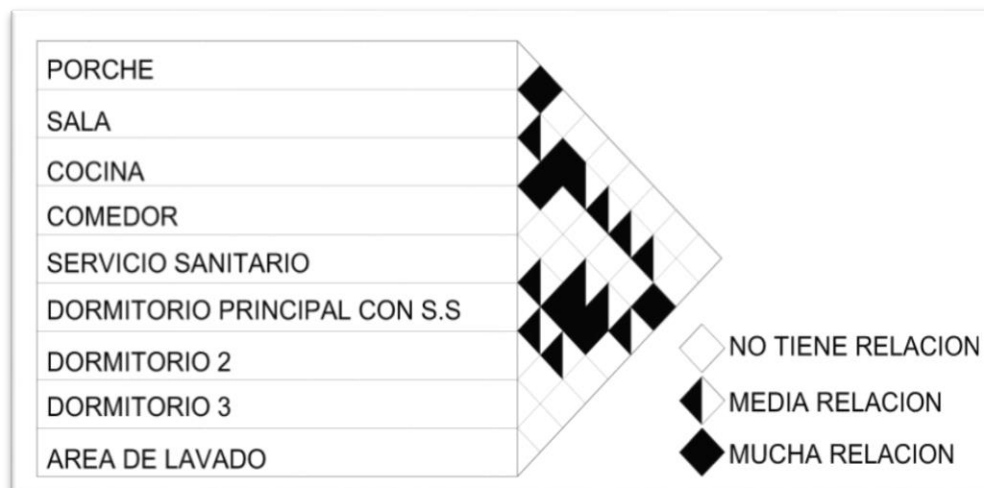 PORCHE
SALA
COCINA
COMEDOR
SERVICIO SANITARIO
DORMITORIO PRINCIPAL CON S.S
DORMITORIO 2
DORMITORIO 3
AREA DE LAVADO
NO TIENE RELACION
MEDIA RELACION
MUCHA RELACION